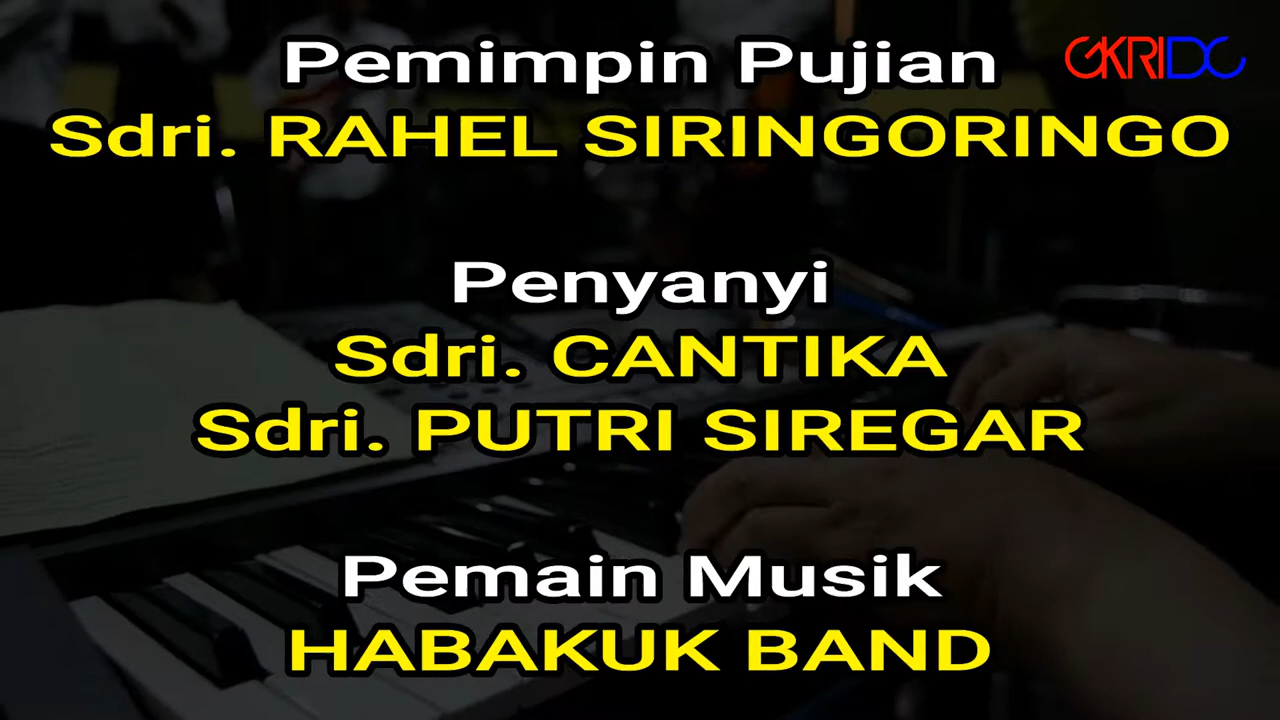 Pemimpin Pujian
GKRIDC
Sdri. RAHEL SIRINGORINGO
Penyanyi
Sdri. CANTIKA
Sdri. PUTRI SIREGAR
Pemain Musik
HABAKUK BAND